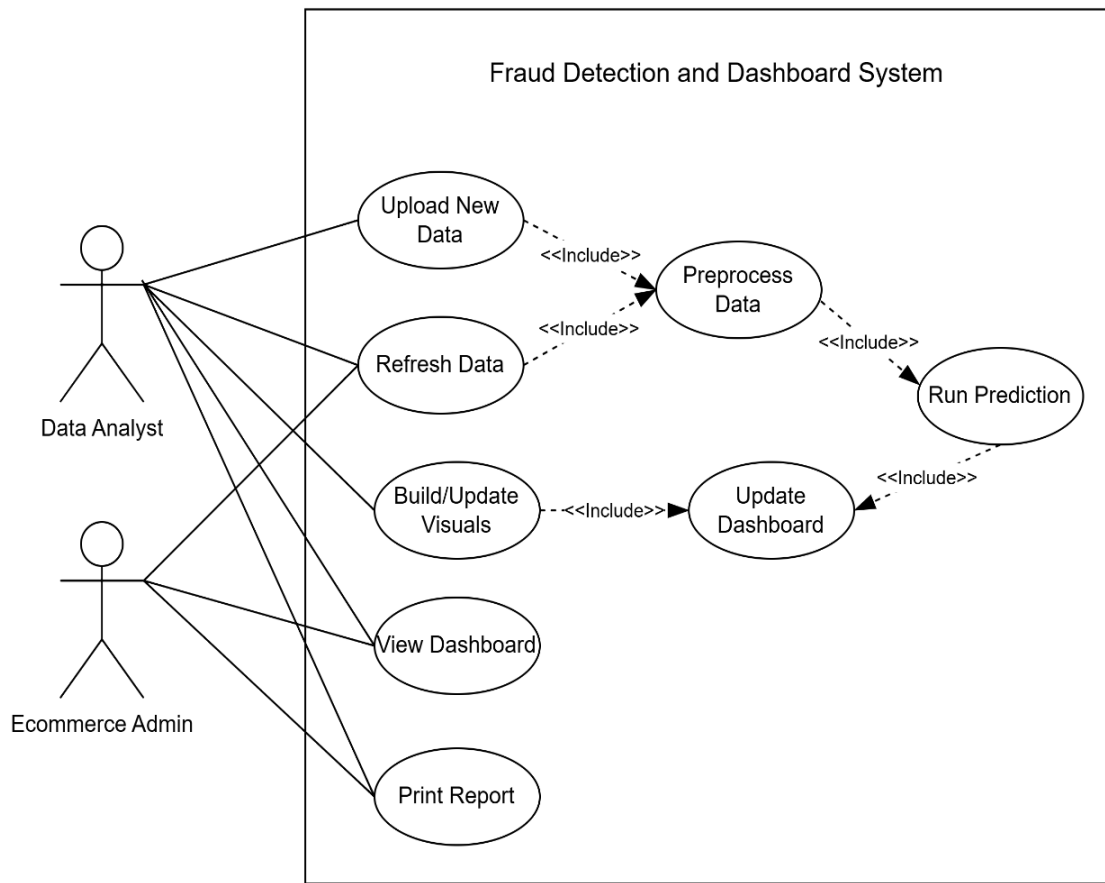 Fraud Detection and Dashboard System
Upload New
Data
<<Include>>
Preprocess
Data
<<Include>>
Refresh Data
<<Include>>
Run Prediction
Data Analyst
<<Include>>
Build/Update
Visuals
<<Include>>
Update
Dashboard
View Dashboard
Ecommerce Admin
Print Report